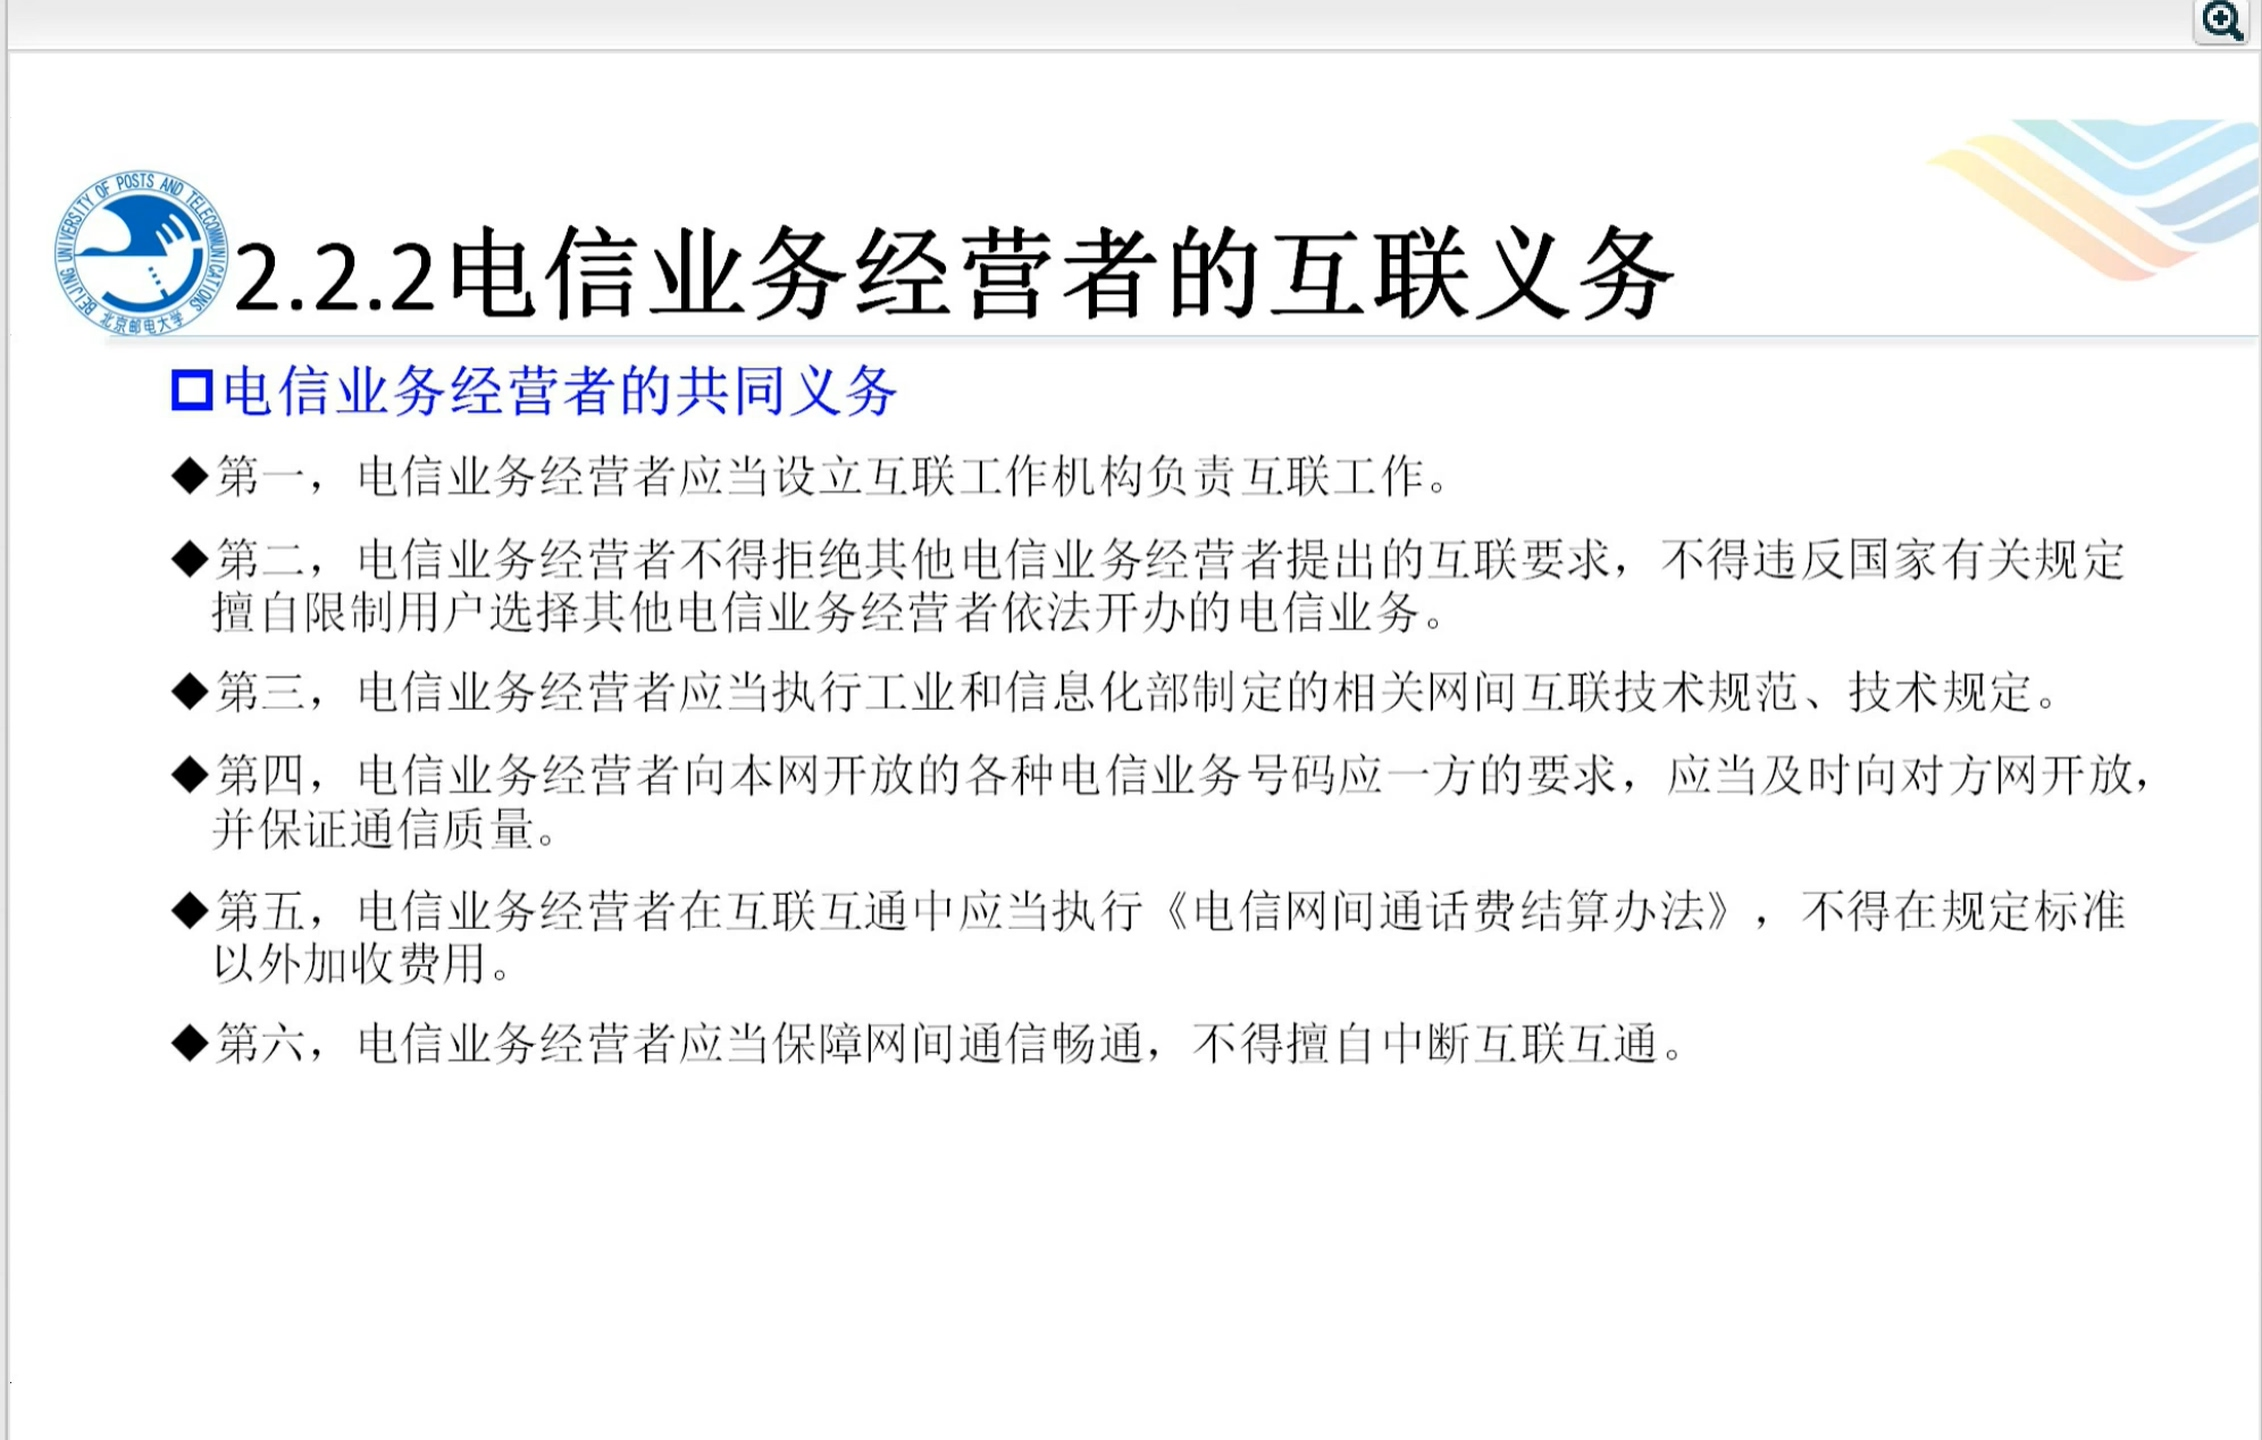 BEIJING UNIVERSITY OF POSTS AND TELECOMMUNICATIONS
北京邮电大学
2.2.2电信业务经营者的互联义务
电信业务经营者的共同义务
◆第一，电信业务经营者应当设立互联工作机构负责互联工作。
◆第二，电信业务经营者不得拒绝其他电信业务经营者提出的互联要求，不得违反国家有关规定
擅自限制用户选择其他电信业务经营者依法开办的电信业务。
◆第三，电信业务经营者应当执行工业和信息化部制定的相关网间互联技术规范、技术规定。
◆第四，电信业务经营者向本网开放的各种电信业务号码应一方的要求，应当及时向对方网开放，
并保证通信质量。
◆第五，电信业务经营者在互联互通中应当执行《电信网间通话费结算办法》，不得在规定标准
以外加收费用。
◆第六，电信业务经营者应当保障网间通信畅通，不得擅自中断互联互通。